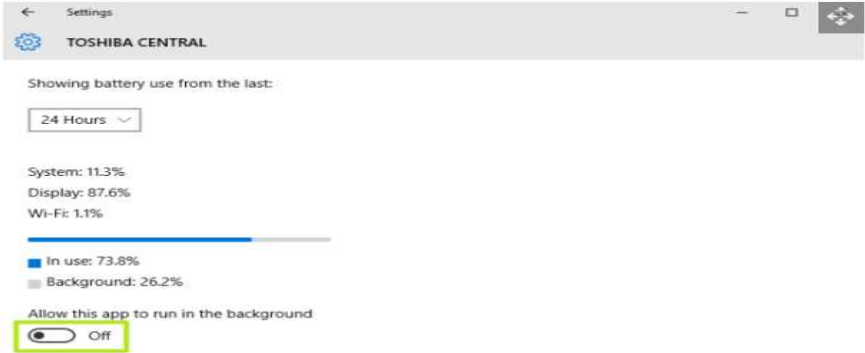 Settings
TOSHIBA CENTRAL
Showing battery use from the last:
24 Hours
System: 11.3%
Display: 87.6%
Wi-Fi: 1.1%
In use: 73.8%
Background: 26.2%
Allow this app to run in the background
Off